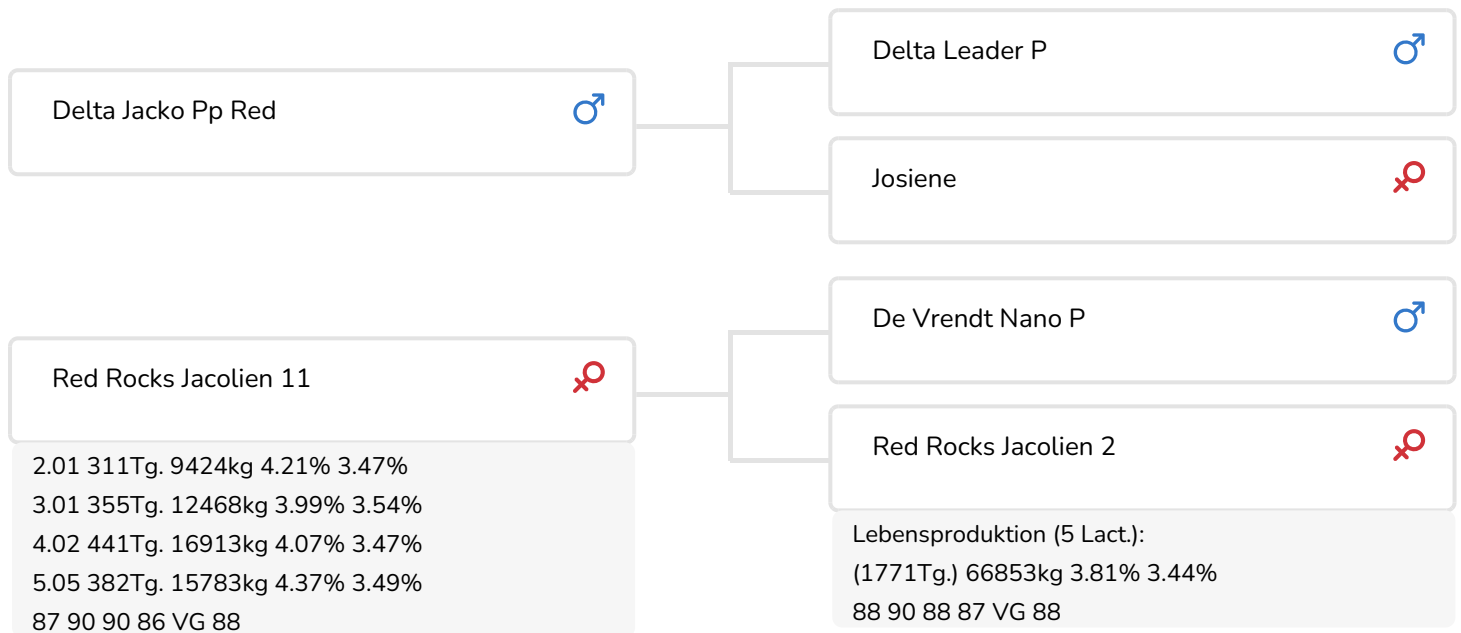 Delta Jacko Pp Red
Delta Leader P
Josiene
Red Rocks Jacolien 11
2.01 311Tg. 9424kg 4.21% 3.47%
3.01 355Tg. 12468kg 3.99% 3.54%
4.02 441Tg. 16913kg 4.07% 3.47%
5.05 382Tg. 15783kg 4.37% 3.49%
87 90 90 86 VG 88
De Vrendt Nano P
Red Rocks Jacolien 2
Lebensproduktion (5 Lact.):
(1771Tg.) 66853kg 3.81% 3.44%
88 90 88 87 VG 88